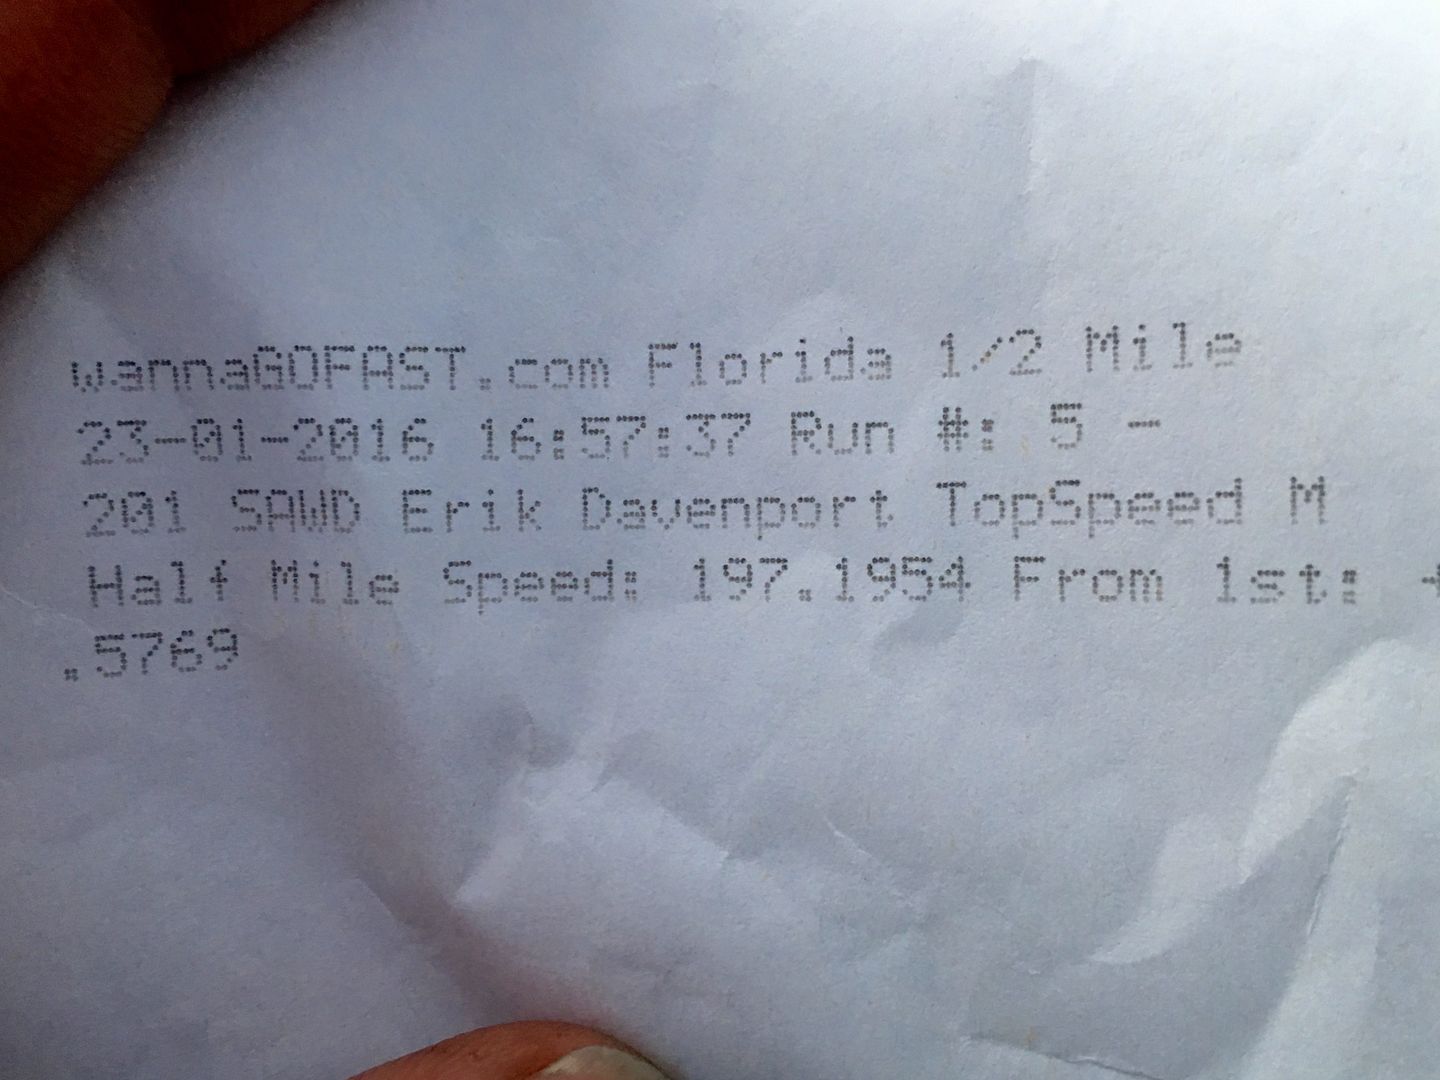 wannaGOFAST.com Florida 1/2 Mile
23-01-2016 16:57:37 Run #: 5 -
201 SAWD Erik Davenport TopSpeed M
Half Mile Speed: 197.1954 From 1st: +
.5769